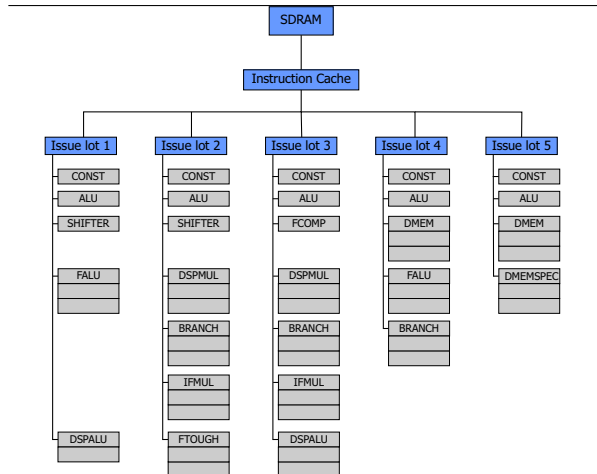 SDRAM
Instruction Cache
Issue lot 1
Issue lot 2
Issue lot 3
Issue lot 4
Issue lot 5
CONST
CONST
CONST
CONST
CONST
ALU
ALU
ALU
ALU
ALU
SHIFTER
SHIFTER
FCOMP
DMEM
DMEM
FALU
DSPMUL
DSPMUL
FALU
DMEMSPEC
BRANCH
BRANCH
BRANCH
IFMUL
IFMUL
DSPALU
FTOUGH
DSPALU